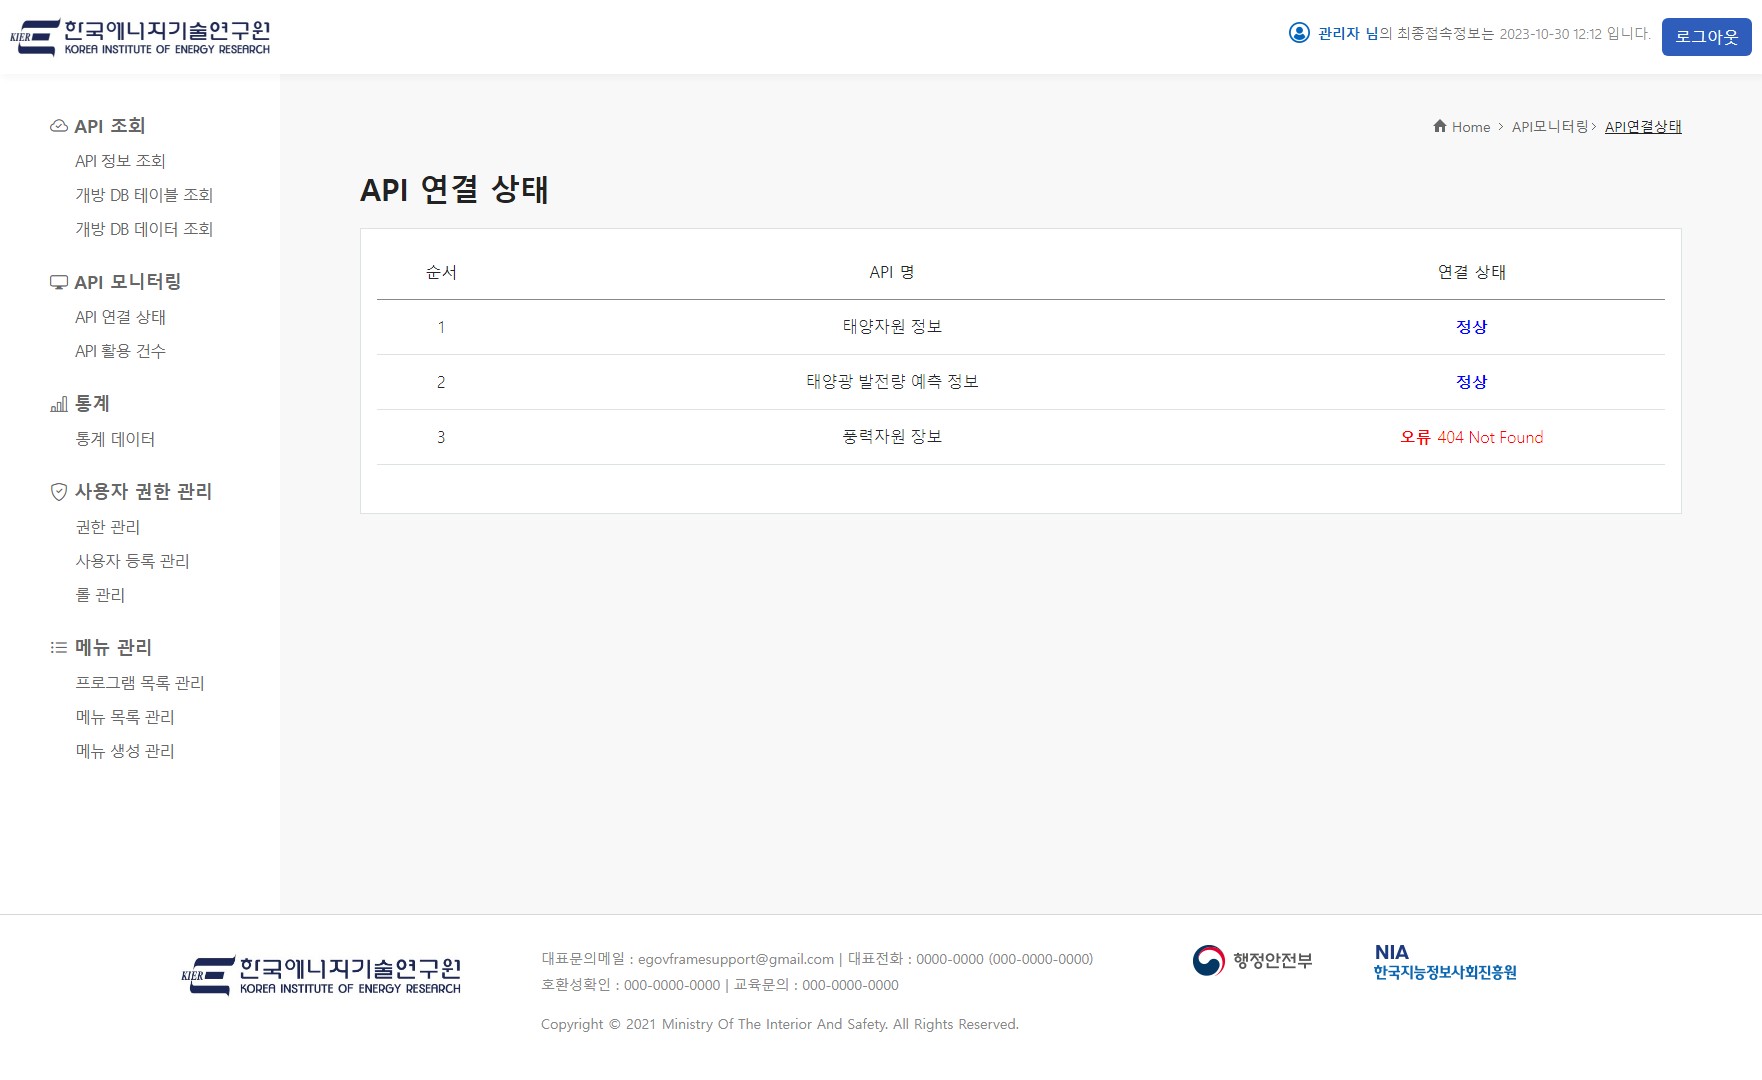 KIER 한국에너지기술연구원
KOREA INSTITUTE OF ENERGY RESEARCH
관리자 님의 최종접속정보는 2023-10-30 12:12 입니다.
로그아웃
API 조회
API 정보 조회
개방 DB 테이블 조회
개방 DB 데이터 조회
API 모니터링
API 연결 상태
API 활용 건수
통계
통계 데이터
사용자 권한 관리
권한 관리
사용자 등록 관리
롤 관리
메뉴 관리
프로그램 목록 관리
메뉴 목록 관리
메뉴 생성 관리
Home > API모니터링 > API연결상태
API 연결 상태
순서 API 명 연결 상태
1 태양자원 정보 정상
2 태양광 발전량 예측 정보 정상
3 풍력자원 장보 오류 404 Not Found
KIER 한국에너지기술연구원
KOREA INSTITUTE OF ENERGY RESEARCH
대표문의메일 : egovframesupport@gmail.com | 대표전화 : 0000-0000 (000-0000-0000)
호환성확인 : 000-0000-0000 | 교육문의 : 000-0000-0000
Copyright © 2021 Ministry Of The Interior And Safety. All Rights Reserved.
행정안전부
NIA
한국지능정보사회진흥원